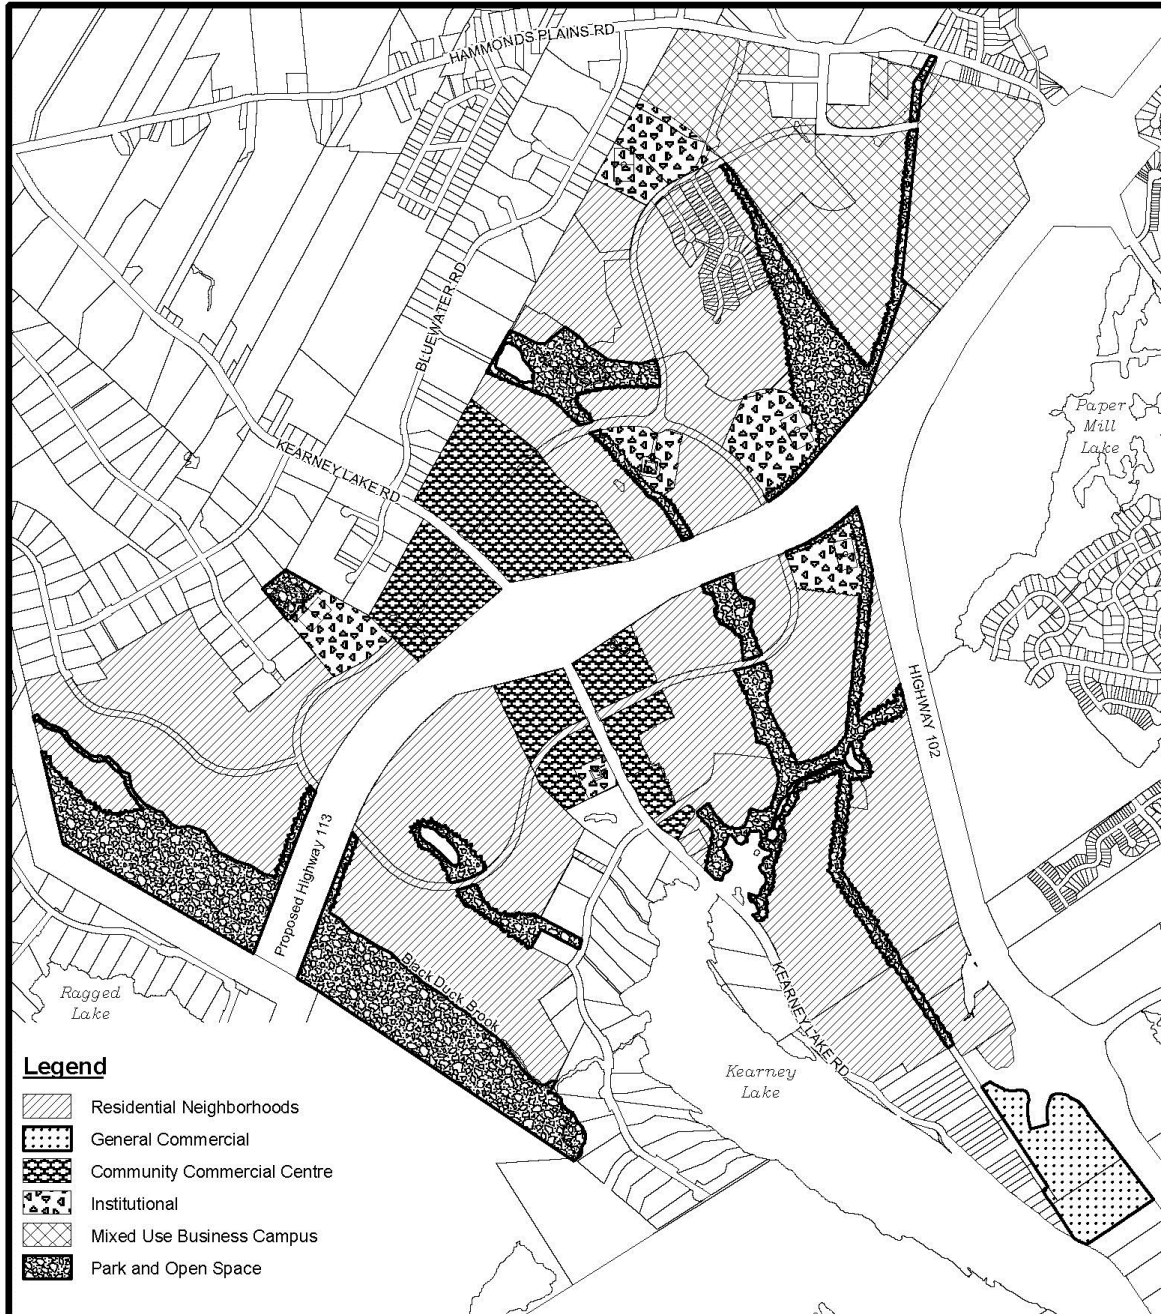 HAMMONDS PLAINS RD
BLUEWATER RD
Paper
Mill
Lake
KEARNEY LAKE RD
HIGHWAY 102
Proposed Highway 113
Black Duck Brook
Ragged
Lake
KEARNEY LAKE RD
Kearney
Lake
Legend
Residential Neighborhoods
General Commercial
Community Commercial Centre
Institutional
Mixed Use Business Campus
Park and Open Space